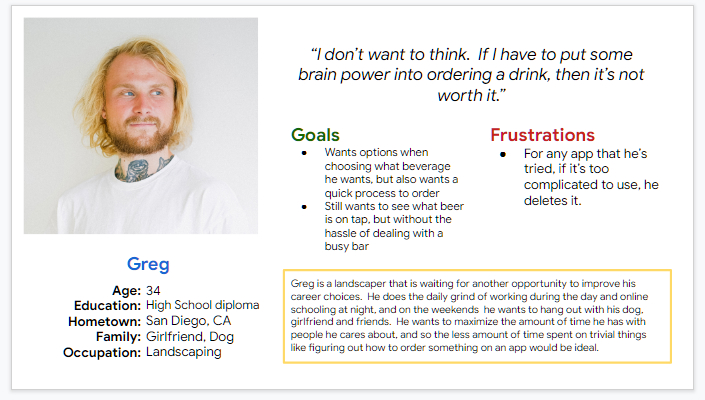 “I don’t want to think.  If I have to put some
brain power into ordering a drink, then it’s not
worth it.”
Goals
● Wants options when
choosing what beverage
he wants, but also wants a
quick process to order
● Still wants to see what beer
is on tap, but without the
hassle of dealing with a
busy bar
Frustrations
● For any app that he’s
tried, if it’s too
complicated to use, he
deletes it.
Greg
Age: 34
Education: High School diploma
Hometown: San Diego, CA
Family: Girlfriend, Dog
Occupation: Landscaping
Greg is a landscaper that is waiting for another opportunity to improve his
career choices.  He does the daily grind of working during the day and online
schooling at night, and on the weekends  he wants to hang out with his dog,
girlfriend and friends.  He wants to maximize the amount of time he has with
people he cares about, and so the less amount of time spent on trivial things
like figuring out how to order something on an app would be ideal.